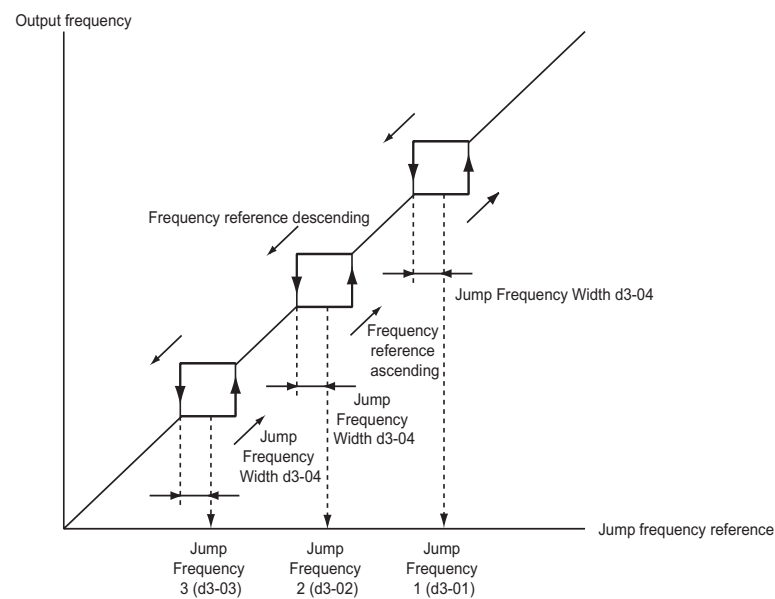 Output frequency
Frequency reference descending
Jump Frequency Width d3-04
Frequency
reference
ascending
Jump
Frequency
Width d3-04
Jump
Frequency
Width d3-04
Jump frequency reference
Jump
Frequency
3 (d3-03)
Jump
Frequency
2 (d3-02)
Jump
Frequency
1 (d3-01)